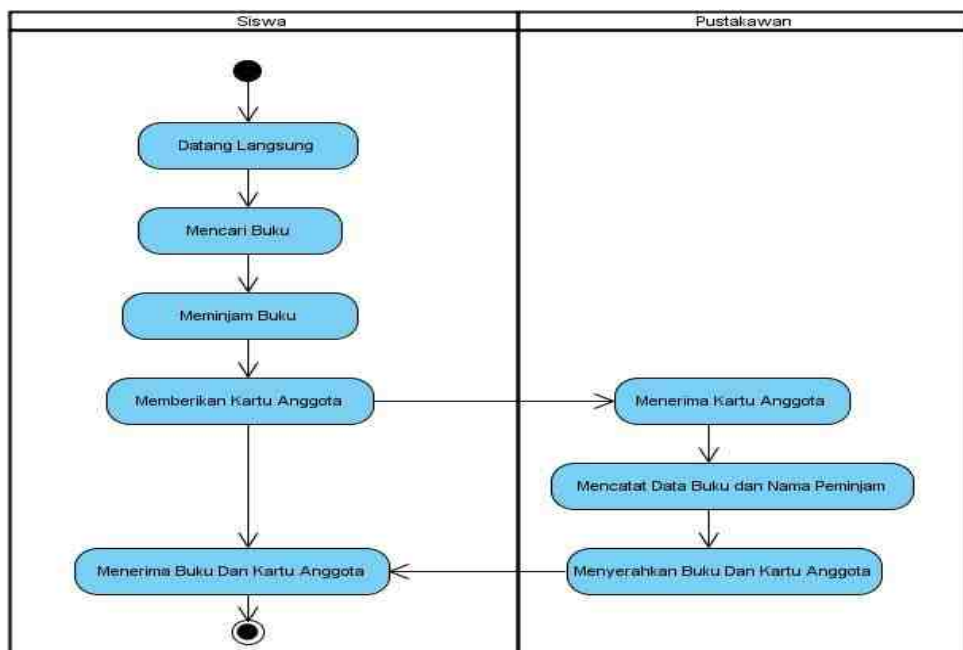 Siswa
Pustakawan
Datang Langsung
Mencari Buku
Meminjam Buku
Memberikan Kartu Anggota
Menerima Kartu Anggota
Mencatat Data Buku dan Nama Peminjam
Menerima Buku Dan Kartu Anggota
Menyerahkan Buku Dan Kartu Anggota